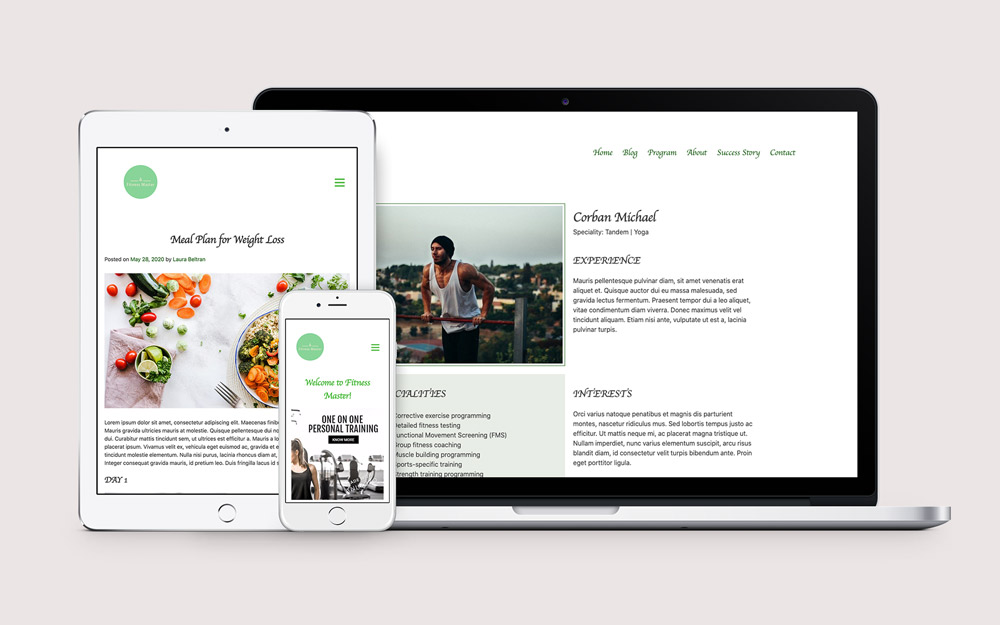 Fitness Master
Meal Plan for Weight Loss
Posted on May 28, 2020 by Laura Beltran
Lorem ipsum dolor sit amet, consectetur adipiscing elit. Maecenas finib
Mauris gravida ultricies mauris at molestie. Quisque pellentesque dui no
dui. Curabitur mattis tincidunt sem, ut ultrices est efficitur a. Mauris a lo
placerat ipsum. Vivamus velit ex, vehicula eget euismod ac, gravida et e
tincidunt molestie elementum. Nulla nisi purus, lacinia rhoncus diam at,
Integer consequat gravida mauris, id pretium leo. Duis fringilla lacus id s
DAY 1
Fitness Master
Welcome to Fitness
Master!
ONE ON ONE
PERSONAL TRAINING
KNOW MORE
Home Blog Program About Success Story Contact
Corban Michael
Speciality: Tandem | Yoga
EXPERIENCE
Mauris pellentesque pulvinar diam, sit amet venenatis erat
aliquet et. Quisque auctor dui eu massa malesuada, sed
gravida lectus fermentum. Praesent tempor dui a leo aliquet,
vitae condimentum diam viverra. Donec maximus velit vel
tincidunt aliquam. Etiam nisi ante, vulputate ut est a, lacinia
pulvinar turpis.
CIALITIES
Corrective exercise programming
Detailed fitness testing
Functional Movement Screening (FMS)
Group fitness coaching
Muscle building programming
Sports-specific training
Strength training programming
INTERESTS
Orci varius natoque penatibus et magnis dis parturient
montes, nascetur ridiculus mus. Sed lobortis tempus justo ac
efficitur. Ut mattis neque mi, ac placerat magna tristique ut.
Nullam imperdiet, nunc varius elementum suscipit, arcu risus
blandit diam, id consectetur velit turpis bibendum ante. Proin
eget porttitor ligula.